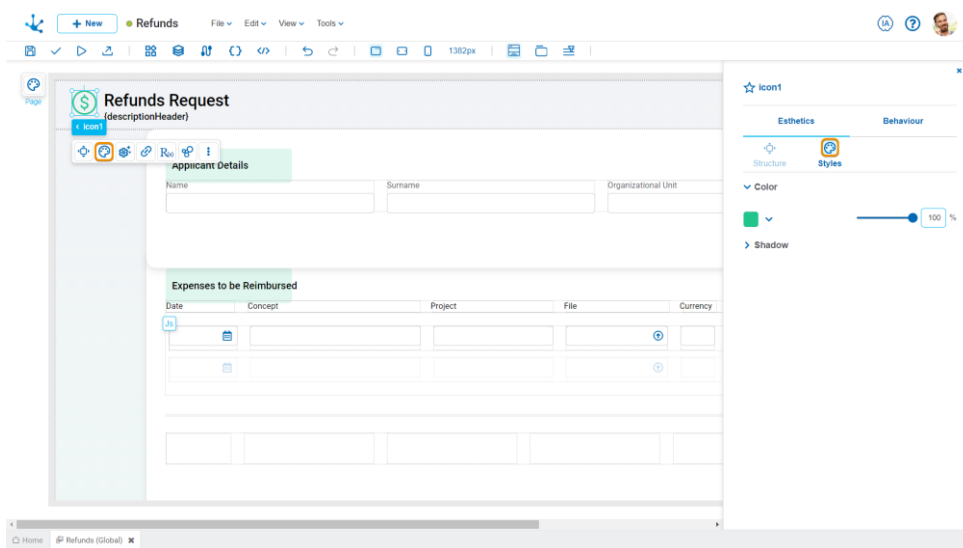 + New
Refunds
File
Edit
View
Tools
IA
?
1382px
Page
Refunds Request
{descriptionHeader}
< icon1
Applicant Details
Name
Surname
Organizational Unit
Expenses to be Reimbursed
Date
Concept
Project
File
Currency
Js
icon1
Esthetics
Behaviour
Structure
Styles
Color
100 %
Shadow
Home
Refunds (Global)